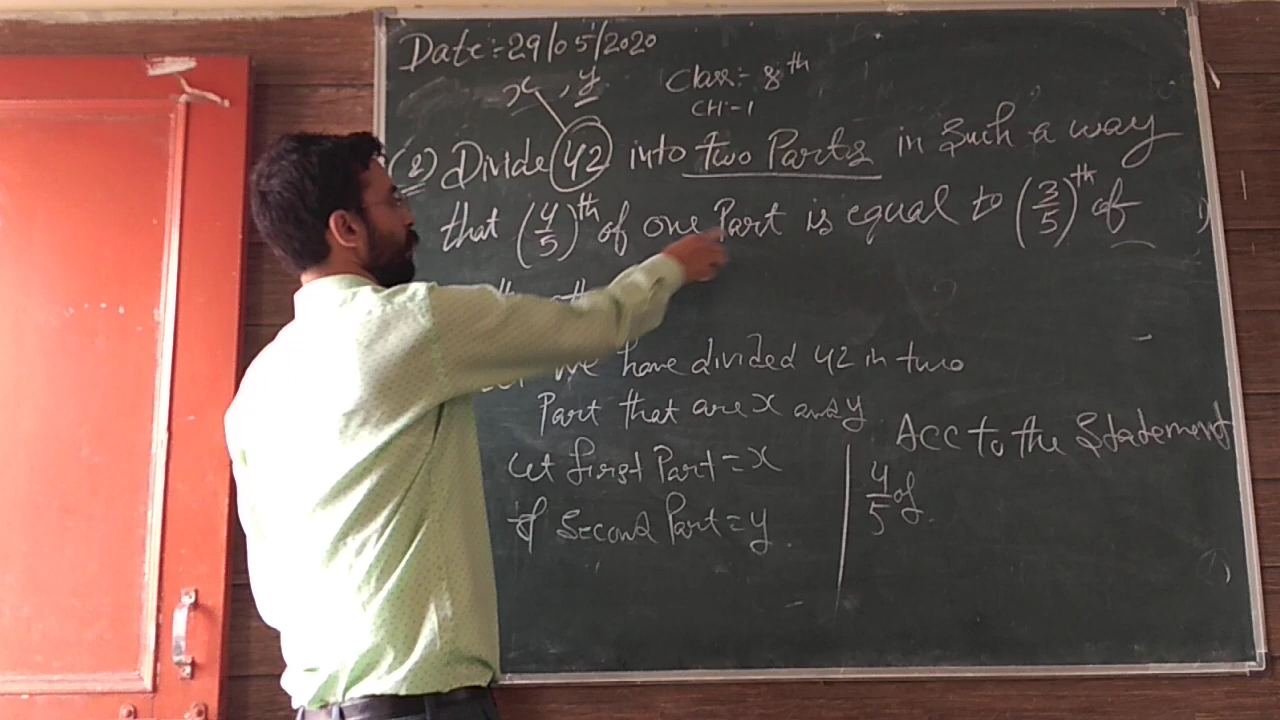 Date:-29/05/2020
x, y
Class:- 8th
CH:-1
(2) Divide 42 into two Parts in Such a way
that (4/5)th of one Part is equal to (3/5)th of
We have divided 42 in two
Part that are x and y
Let first Part = x
Second Part = y.
Acc to the Statement
4/5 of